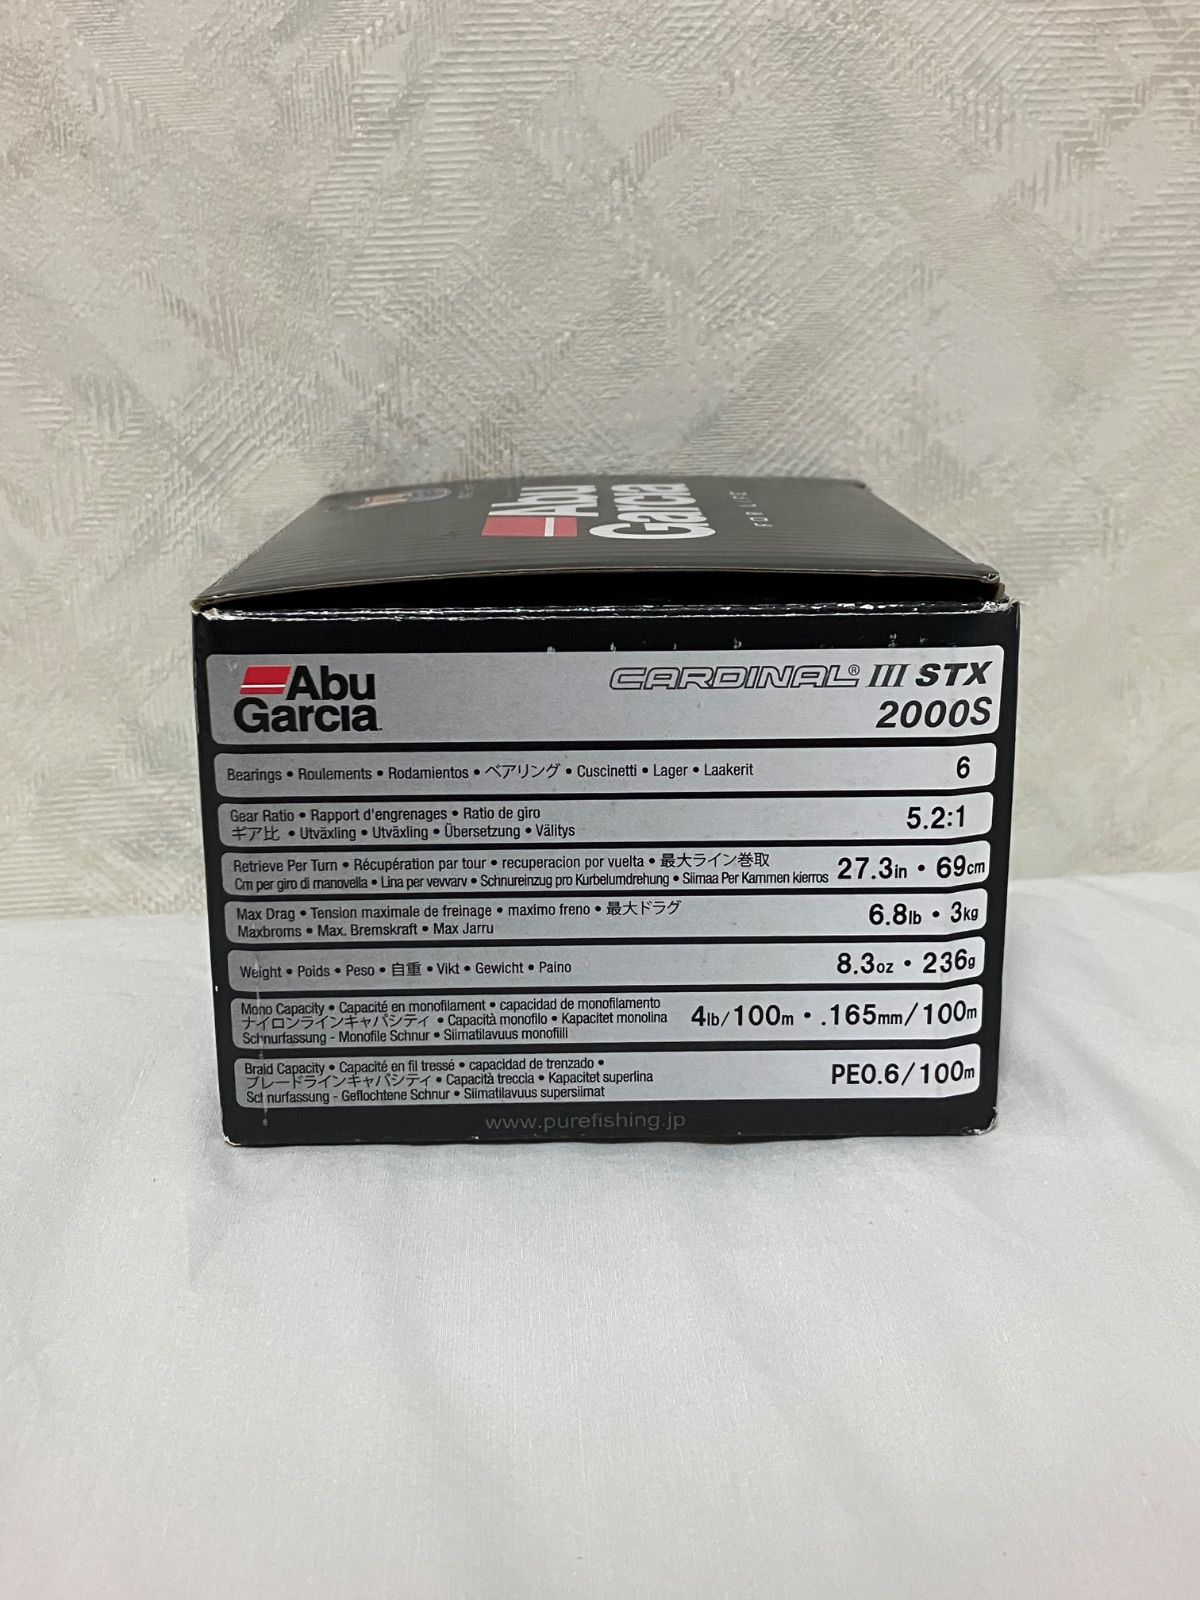 Abu
Garcia
FOR LIFE
Abu
Garcia
CARDINAL® III STX
2000S
Bearings • Roulements • Rodamientos • ベアリング • Cuscinetti • Lager • Laakerit
6
Gear Ratio • Rapport d'engrenages • Ratio de giro
ギア比 • Utväxling • Utväxling • Übersetzung • Välitys
5.2:1
Retrieve Per Turn • Récupération par tour • recuperacion por vuelta • 最大ライン巻取
Cm per giro di manovella • Lina per vevvarv • Schnureinzug pro Kurbelumdrehung • Siimaa Per Kammen kierros
27.3in • 69cm
Max Drag • Tension maximale de freinage • maximo freno • 最大ドラグ
Maxbroms • Max. Bremskraft • Max Jarru
6.8lb • 3kg
Weight • Poids • Peso • 自重 • Vikt • Gewicht • Paino
8.3oz • 236g
Mono Capacity • Capacité en monofilament • capacidad de monofilamento
ナイロンラインキャパシティ • Capacità monofilo • Kapacitet monolina
Schnurfassung - Monofile Schnur • Siimatilavuus monofiili
4lb/100m • .165mm/100m
Braid Capacity • Capacité en fil tressé • capacidad de trenzado •
ブレードラインキャパシティ • Capacità treccia • Kapacitet superlina
Schnurfassung - Geflochtene Schnur • Siimatilavuus supersiimat
PE0.6/100m
www.purefishing.jp